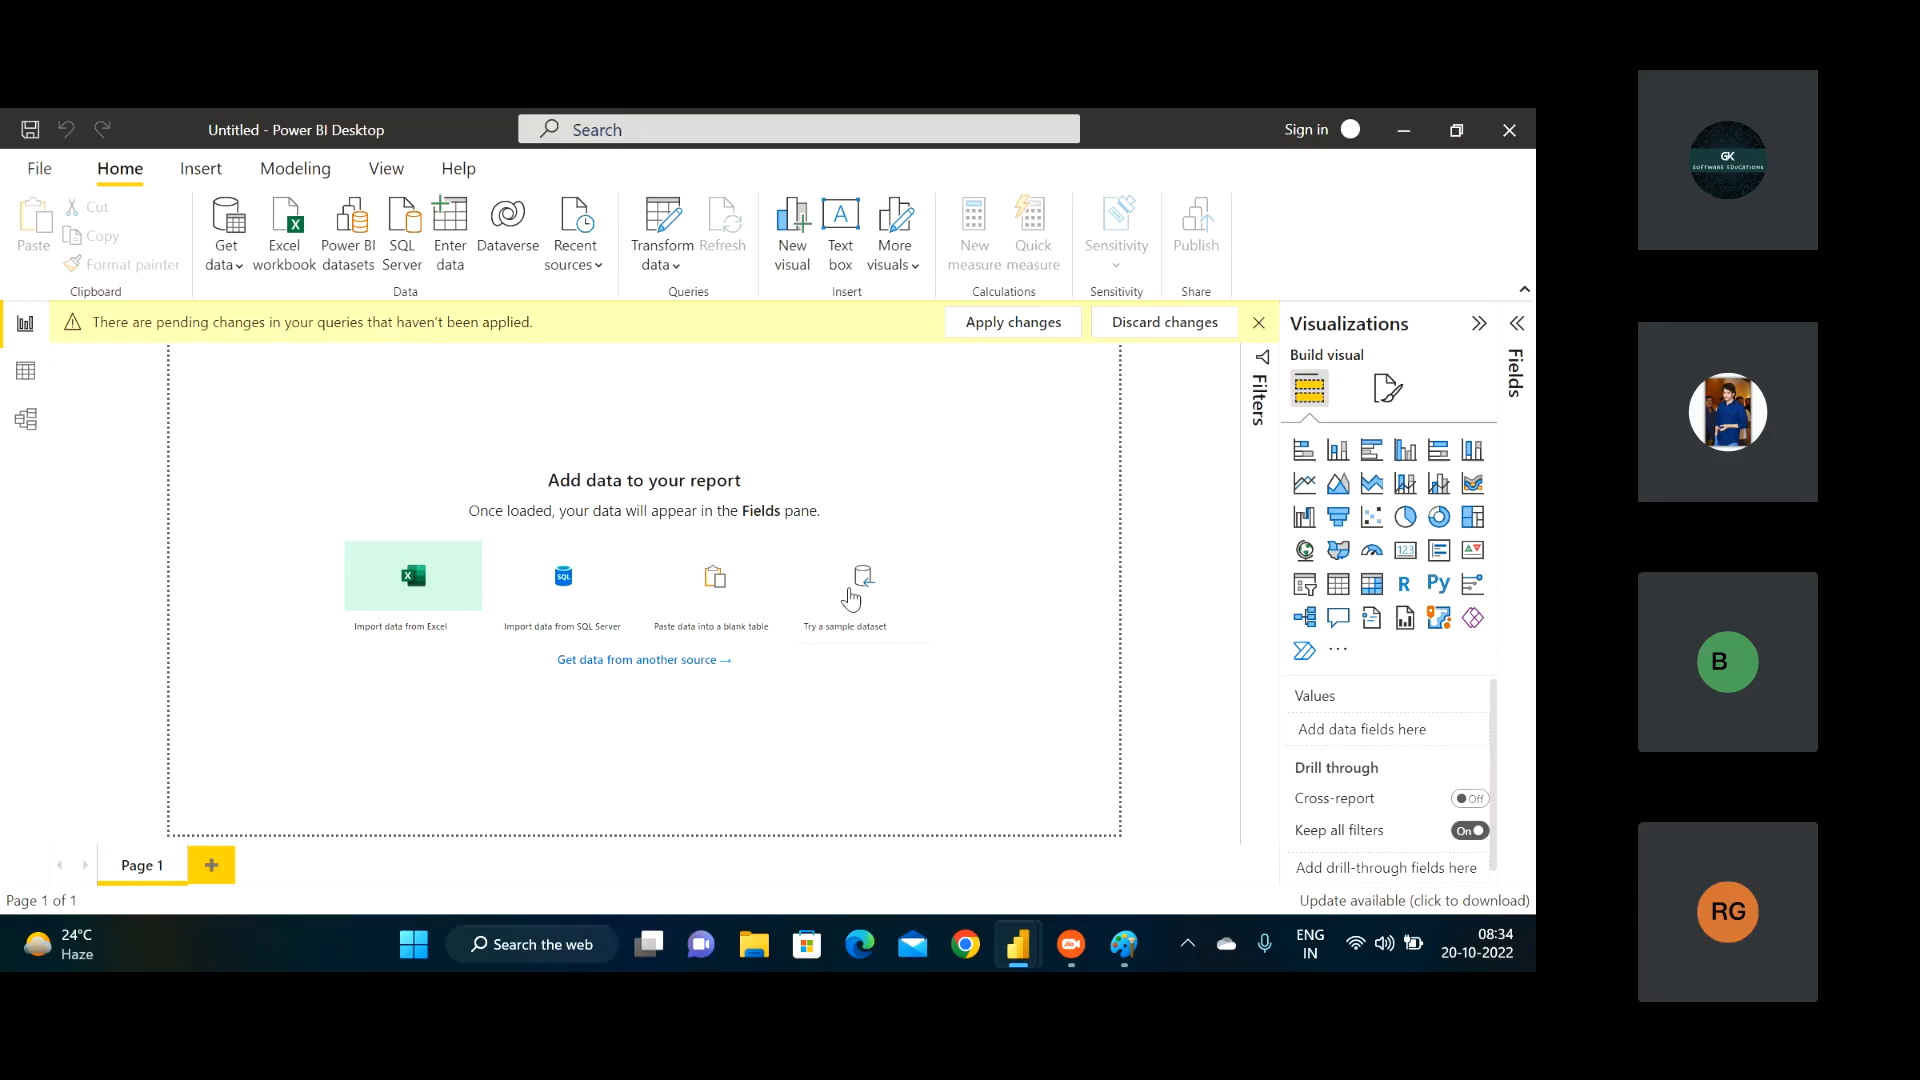 Untitled - Power BI Desktop
Search
Sign in
File Home Insert Modeling View Help
Paste
Cut
Copy
Format painter
Clipboard
Get data
Excel workbook
Power BI datasets
SQL Server
Enter data
Dataverse
Recent sources
Data
Transform data
Refresh
Queries
New visual
Text box
More visuals
Insert
New measure
Quick measure
Calculations
Sensitivity
Sensitivity
Publish
Share
There are pending changes in your queries that haven't been applied.
Apply changes
Discard changes
Filters
Visualizations
Build visual
Fields
123
R
Py
Add data to your report
Once loaded, your data will appear in the Fields pane.
X
SQL
Import data from Excel
Import data from SQL Server
Paste data into a blank table
Try a sample dataset
Get data from another source →
Values
Add data fields here
Drill through
Cross-report
Off
Keep all filters
On
Add drill-through fields here
Page 1
Page 1 of 1
Update available (click to download)
24°C
Haze
Search the web
Jio
ENG
IN
08:34
20-10-2022
GK
SOFTWARE EDUCATIONS
B
RG